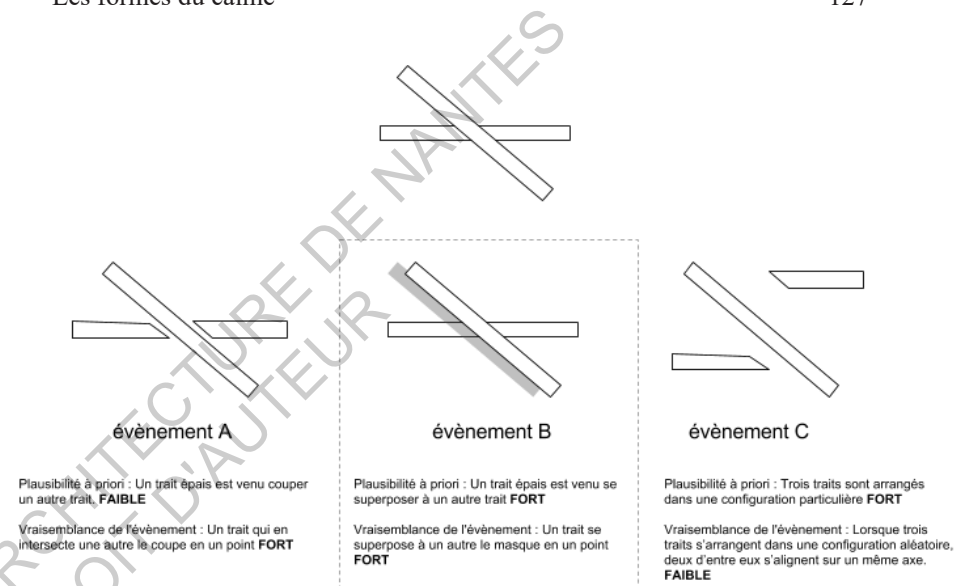 Les formes du calme 127
évènement A
Plausibilité à priori : Un trait épais est venu couper
un autre trait. FAIBLE
Vraisemblance de l'évènement : Un trait qui en
intersecte une autre le coupe en un point FORT
évènement B
Plausibilité à priori : Un trait épais est venu se
superposer à un autre trait FORT
Vraisemblance de l'évènement : Un trait se
superpose à un autre le masque en un point
FORT
évènement C
Plausibilité à priori : Trois traits sont arrangés
dans une configuration particulière FORT
Vraisemblance de l'évènement : Lorsque trois
traits s'arrangent dans une configuration aléatoire,
deux d'entre eux s'alignent sur un même axe.
FAIBLE
ARCHITECTURE DE NANTES
DROIT D'AUTEUR